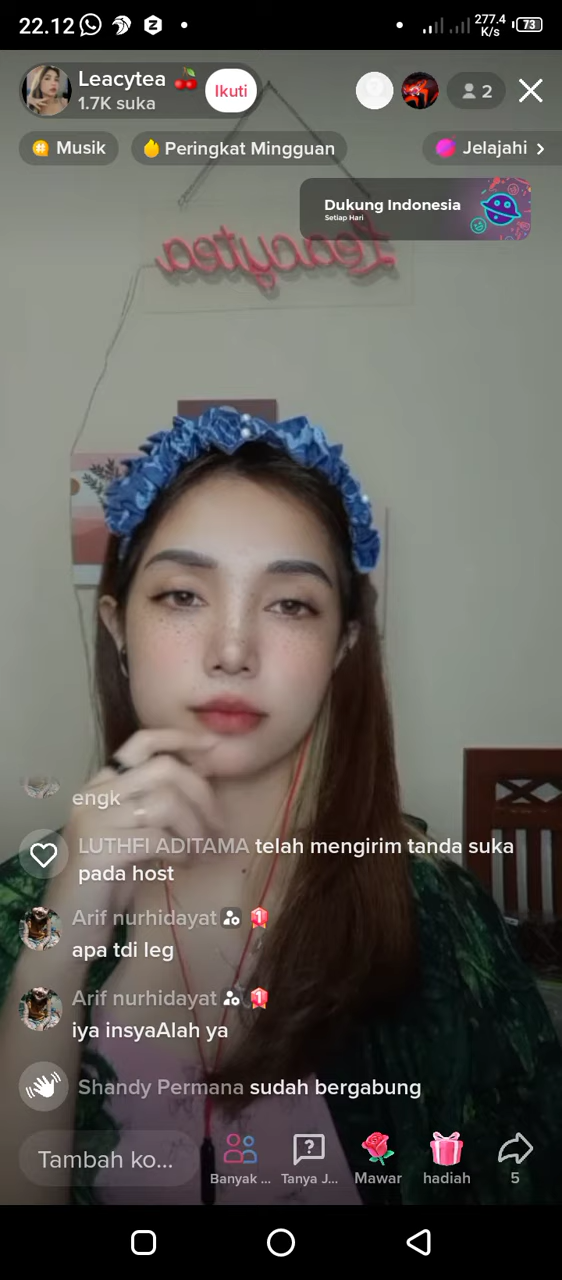 22.12
277.4
K/s
73
Leacytea 🍒
1.7K suka
Ikuti
2
Musik
Peringkat Mingguan
Jelajahi
Dukung Indonesia
Setiap Hari
Leacytea
engk
LUTHFI ADITAMA telah mengirim tanda suka
pada host
Arif nurhidayat 1
apa tdi leg
Arif nurhidayat 1
iya insyaAlah ya
Shandy Permana sudah bergabung
Tambah ko...
Banyak ...
Tanya J...
Mawar
hadiah
5